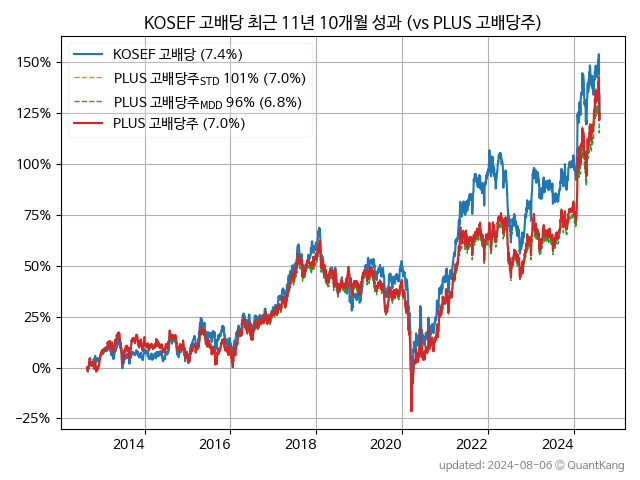 KOSEF 고배당 최근 11년 10개월 성과 (vs PLUS 고배당주)
KOSEF 고배당 (7.4%)
PLUS 고배당주STD 101% (7.0%)
PLUS 고배당주MDD 96% (6.8%)
PLUS 고배당주 (7.0%)
150%
125%
100%
75%
50%
25%
0%
−25%
2014 2016 2018 2020 2022 2024
updated: 2024-08-06 © QuantKang